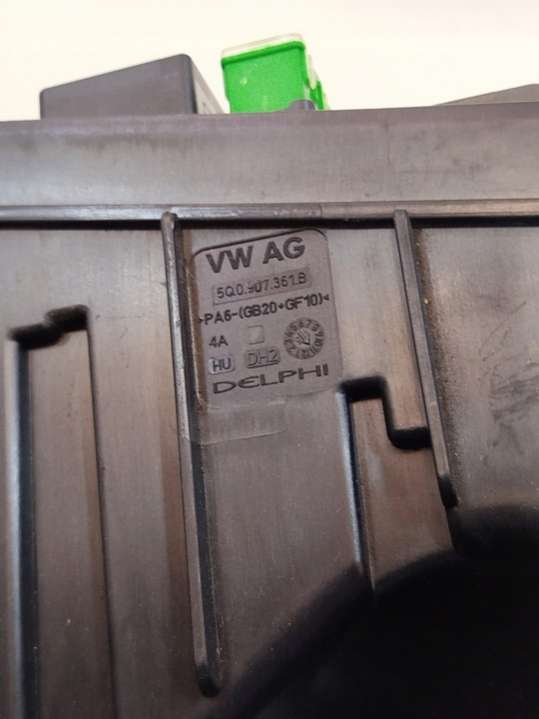 VW AG
5Q0.907.361.B
>PA6-(GB20+GF10)<
4A
HU DH2
DELPHI